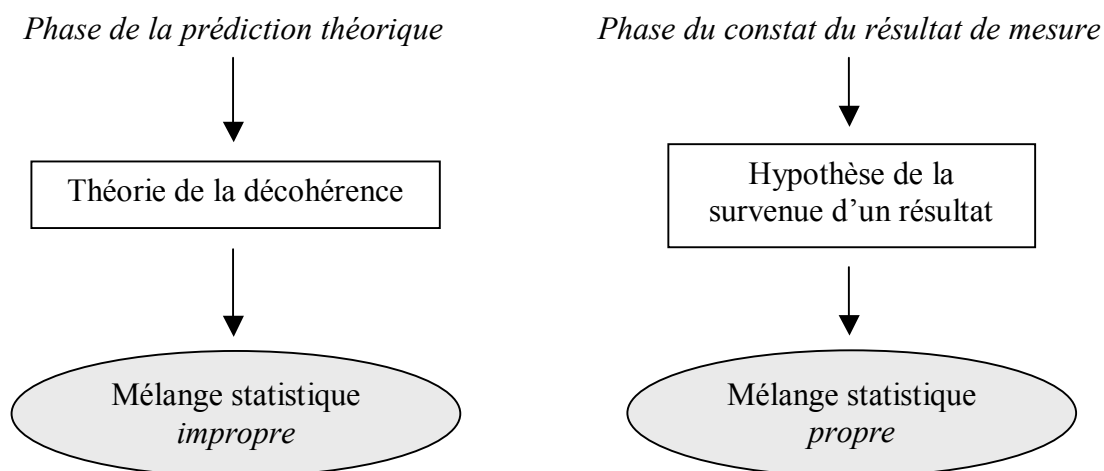 Phase de la prédiction théorique
Phase du constat du résultat de mesure
Théorie de la décohérence
Hypothèse de la
survenue d’un résultat
Mélange statistique
impropre
Mélange statistique
propre